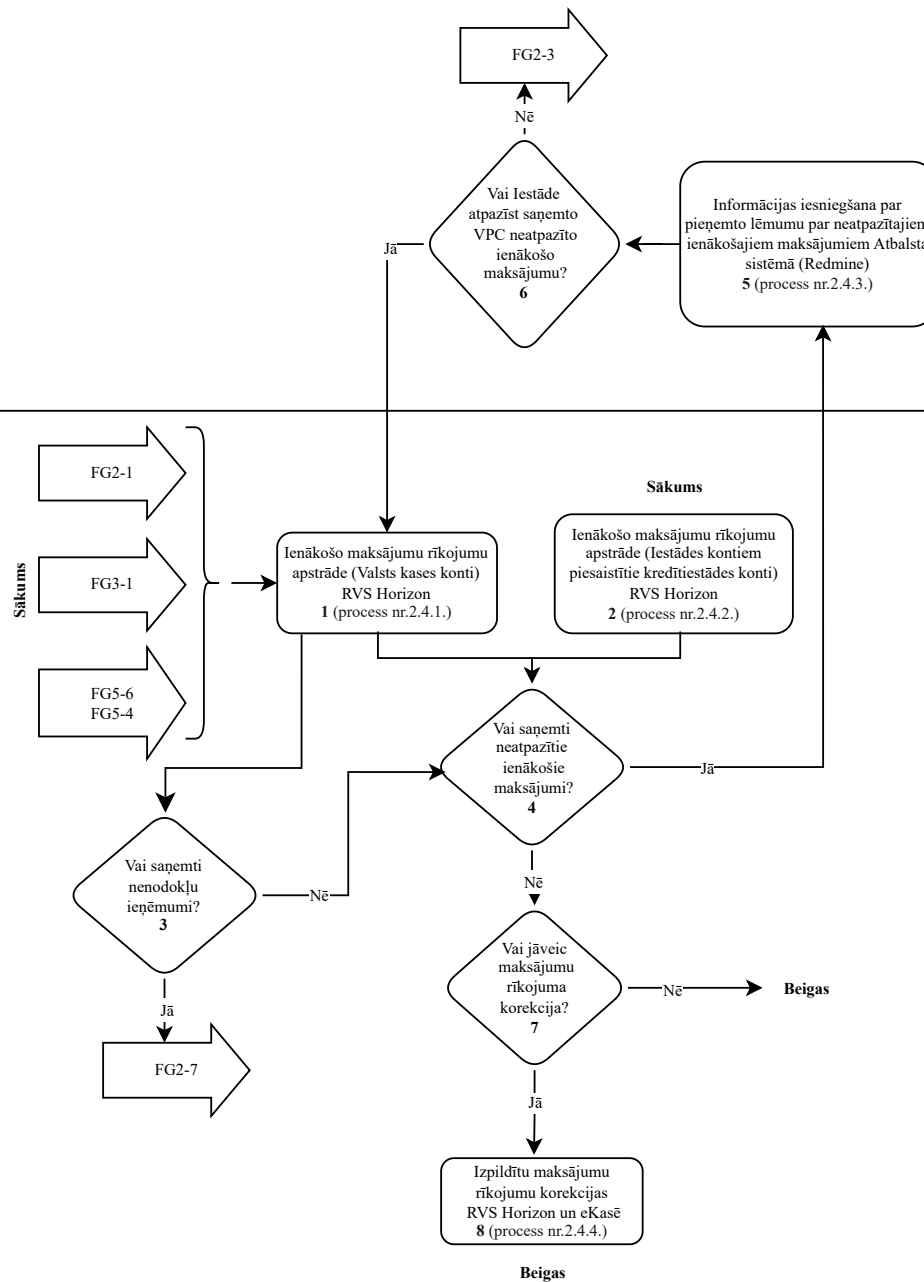 FG2-3
Nē
Vai Iestāde
atpazīst saņemto
VPC neatpazīto
ienākošo
maksājumu?
6
Jā
Informācijas iesniegšana par
pieņemto lēmumu par neatpazītajiem
ienākošajiem maksājumiem Atbalsta
sistēmā (Redmine)
5 (process nr.2.4.3.)
Sākums
FG2-1
FG3-1
FG5-6
FG5-4
Ienākošo maksājumu rīkojumu
apstrāde (Valsts kases konti)
RVS Horizon
1 (process nr.2.4.1.)
Sākums
Ienākošo maksājumu rīkojumu
apstrāde (Iestādes kontiem
piesaistītie kredītiestādes konti)
RVS Horizon
2 (process nr.2.4.2.)
Vai saņemti
neatpazītie
ienākošie
maksājumi?
4
Jā
Nē
Vai saņemti
nenodokļu
ieņēmumi?
3
Nē
Jā
FG2-7
Vai jāveic
maksājumu
rīkojuma
korekcija?
7
Nē
Beigas
Jā
Izpildītu maksājumu
rīkojumu korekcijas
RVS Horizon un eKasē
8 (process nr.2.4.4.)
Beigas